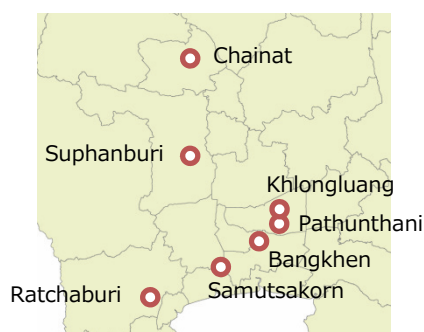 Chainat
Suphanburi
Khlongluang
Pathunthani
Bangkhen
Samutsakorn
Ratchaburi